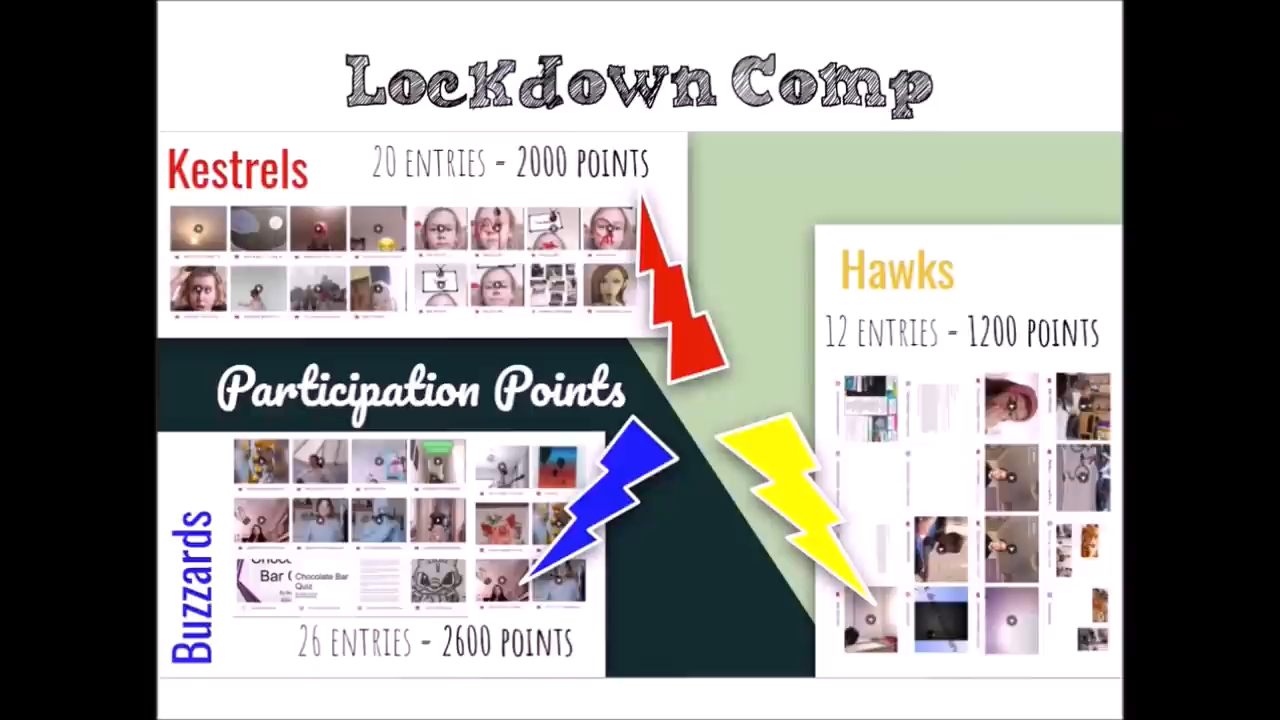 Lockdown Comp
Kestrels
20 ENTRIES - 2000 POINTS
Hawks
12 ENTRIES - 1200 POINTS
Participation Points
Buzzards
Chocolate Bar
Quiz
26 ENTRIES - 2600 POINTS